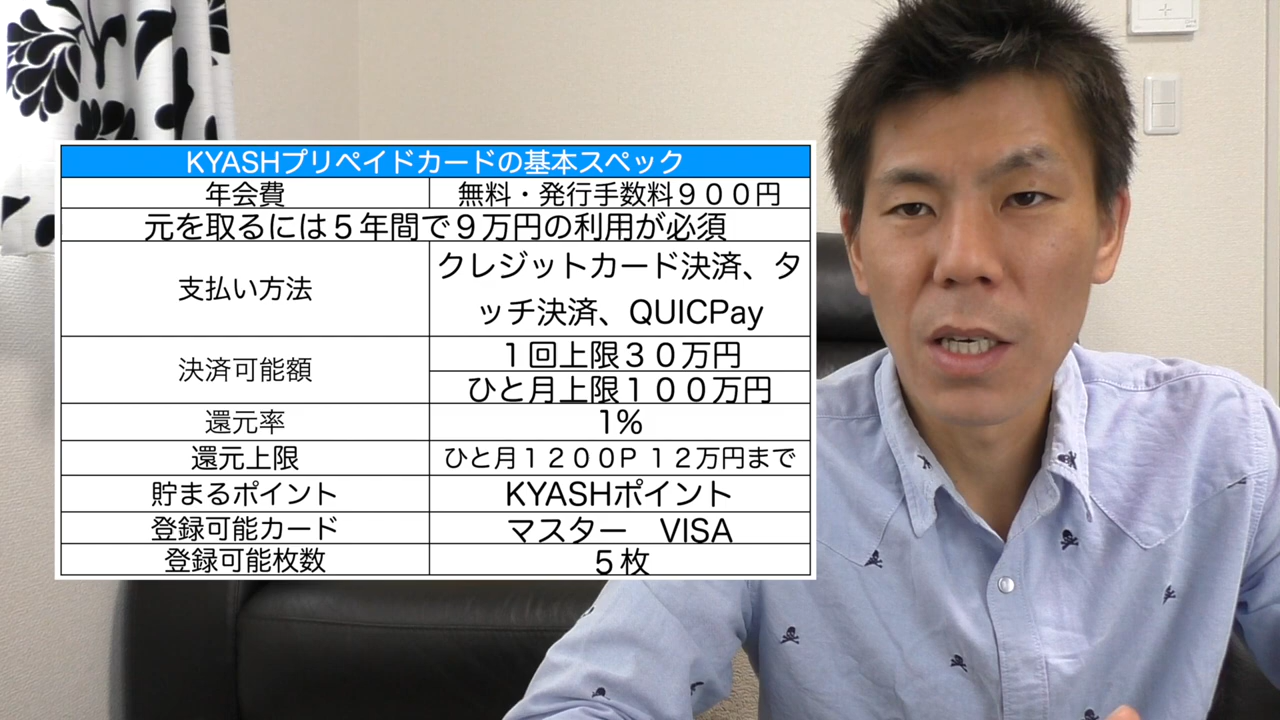 KYASHプリペイドカードの基本スペック
年会費 無料・発行手数料９００円
元を取るには５年間で９万円の利用が必須
支払い方法 クレジットカード決済、タ
ッチ決済、QUICPay
決済可能額 １回上限３０万円
ひと月上限１００万円
還元率 1%
還元上限 ひと月１２００P １２万円まで
貯まるポイント KYASHポイント
登録可能カード マスター　VISA
登録可能枚数 ５枚